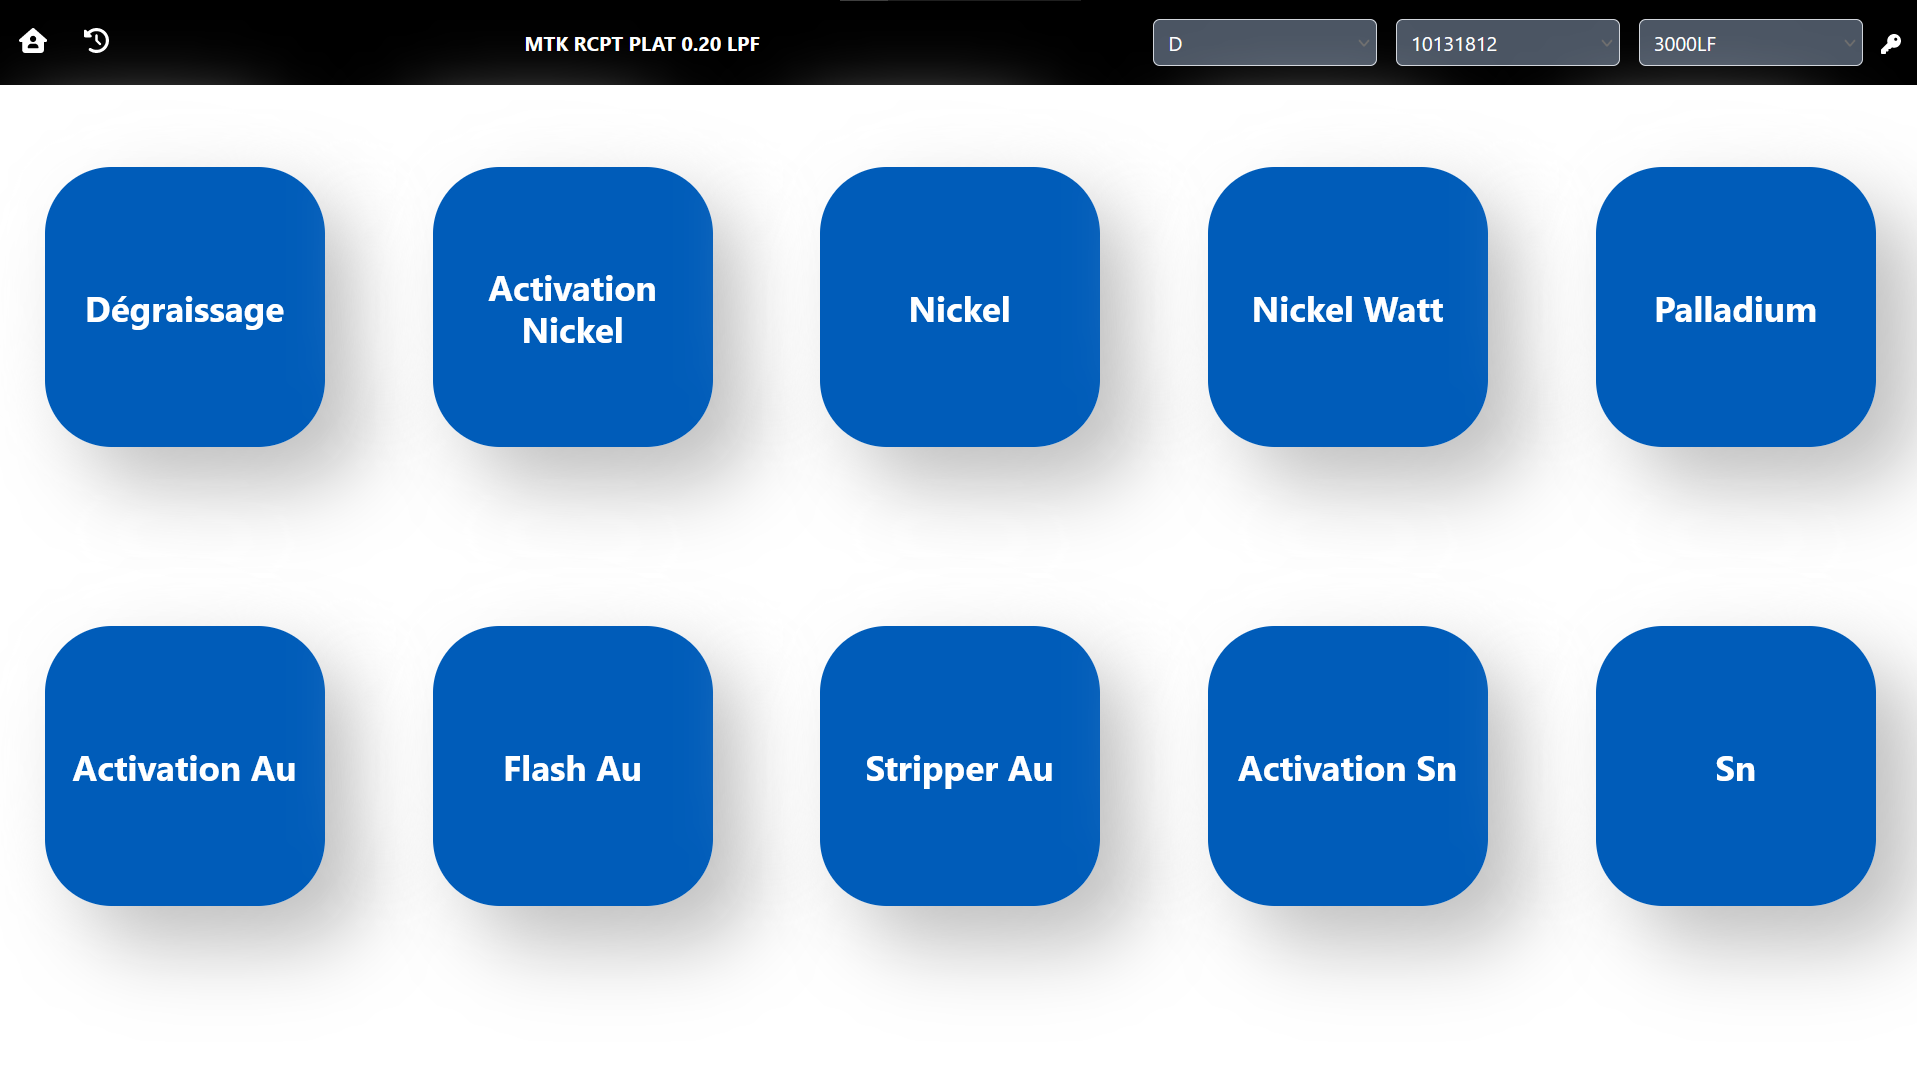 MTK RCPT PLAT 0.20 LPF
D
10131812
3000LF
Dégraissage
Activation
Nickel
Nickel
Nickel Watt
Palladium
Activation Au
Flash Au
Stripper Au
Activation Sn
Sn